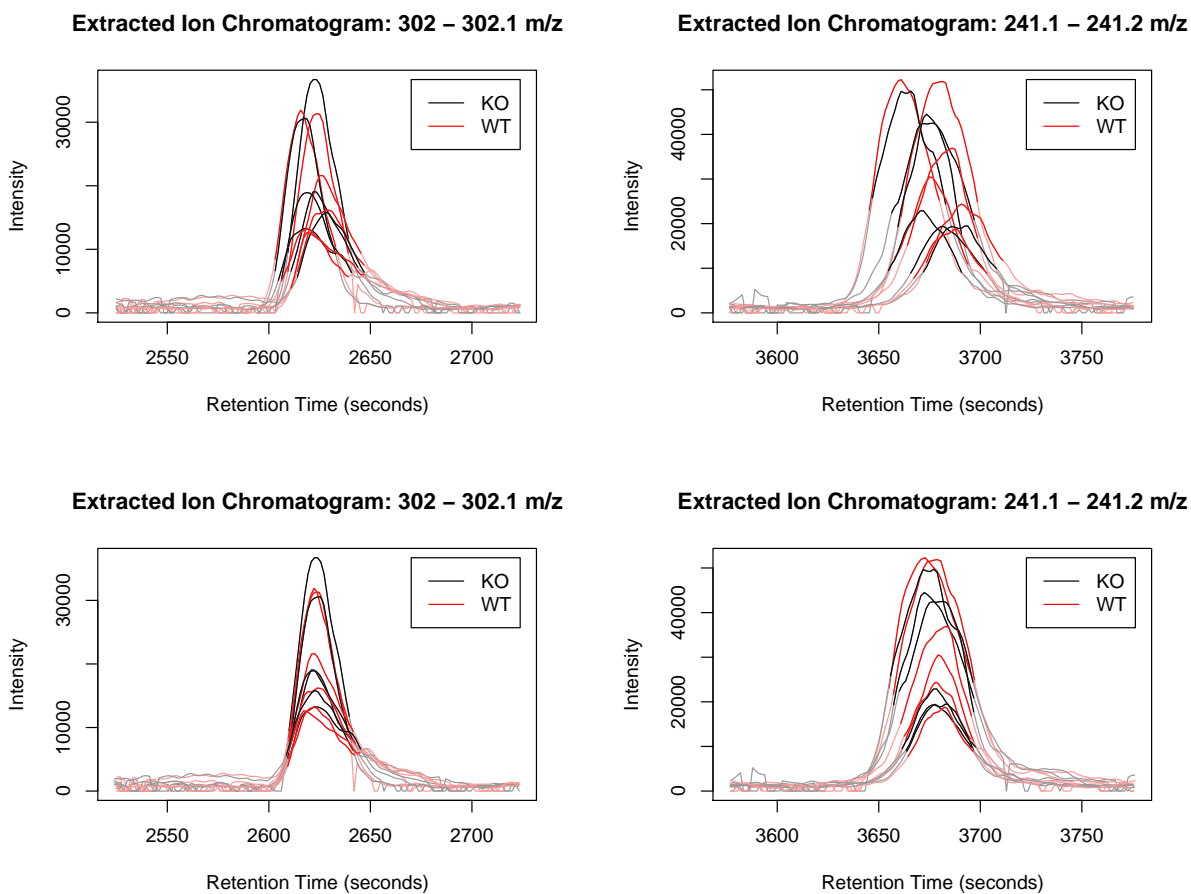 Extracted Ion Chromatogram: 302 − 302.1 m/z
Intensity
0
10000
30000
KO
WT
2550
2600
2650
2700
Retention Time (seconds)
Extracted Ion Chromatogram: 241.1 − 241.2 m/z
Intensity
0
20000
40000
KO
WT
3600
3650
3700
3750
Retention Time (seconds)
Extracted Ion Chromatogram: 302 − 302.1 m/z
Intensity
0
10000
30000
KO
WT
2550
2600
2650
2700
Retention Time (seconds)
Extracted Ion Chromatogram: 241.1 − 241.2 m/z
Intensity
0
20000
40000
KO
WT
3600
3650
3700
3750
Retention Time (seconds)